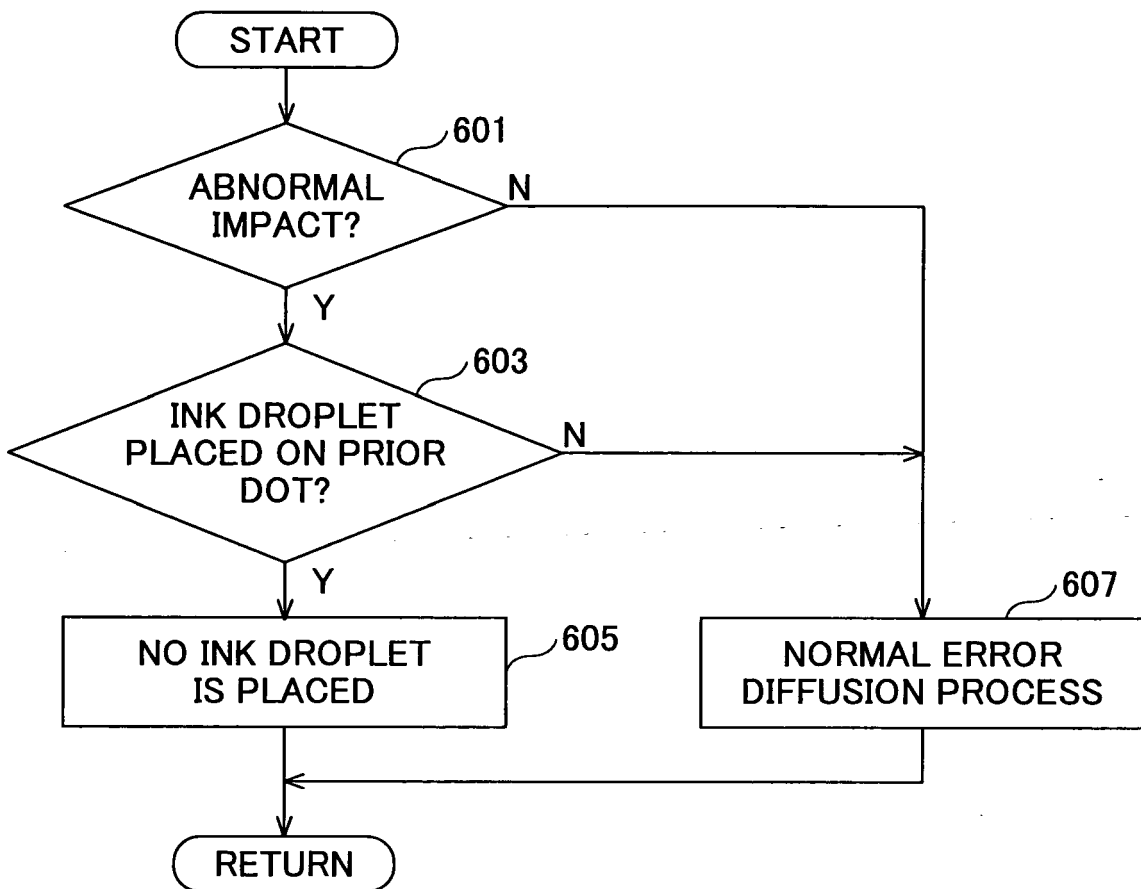 START
601
ABNORMAL
IMPACT?
N
Y
603
INK DROPLET
PLACED ON PRIOR
DOT?
N
Y
605
NO INK DROPLET
IS PLACED
607
NORMAL ERROR
DIFFUSION PROCESS
RETURN